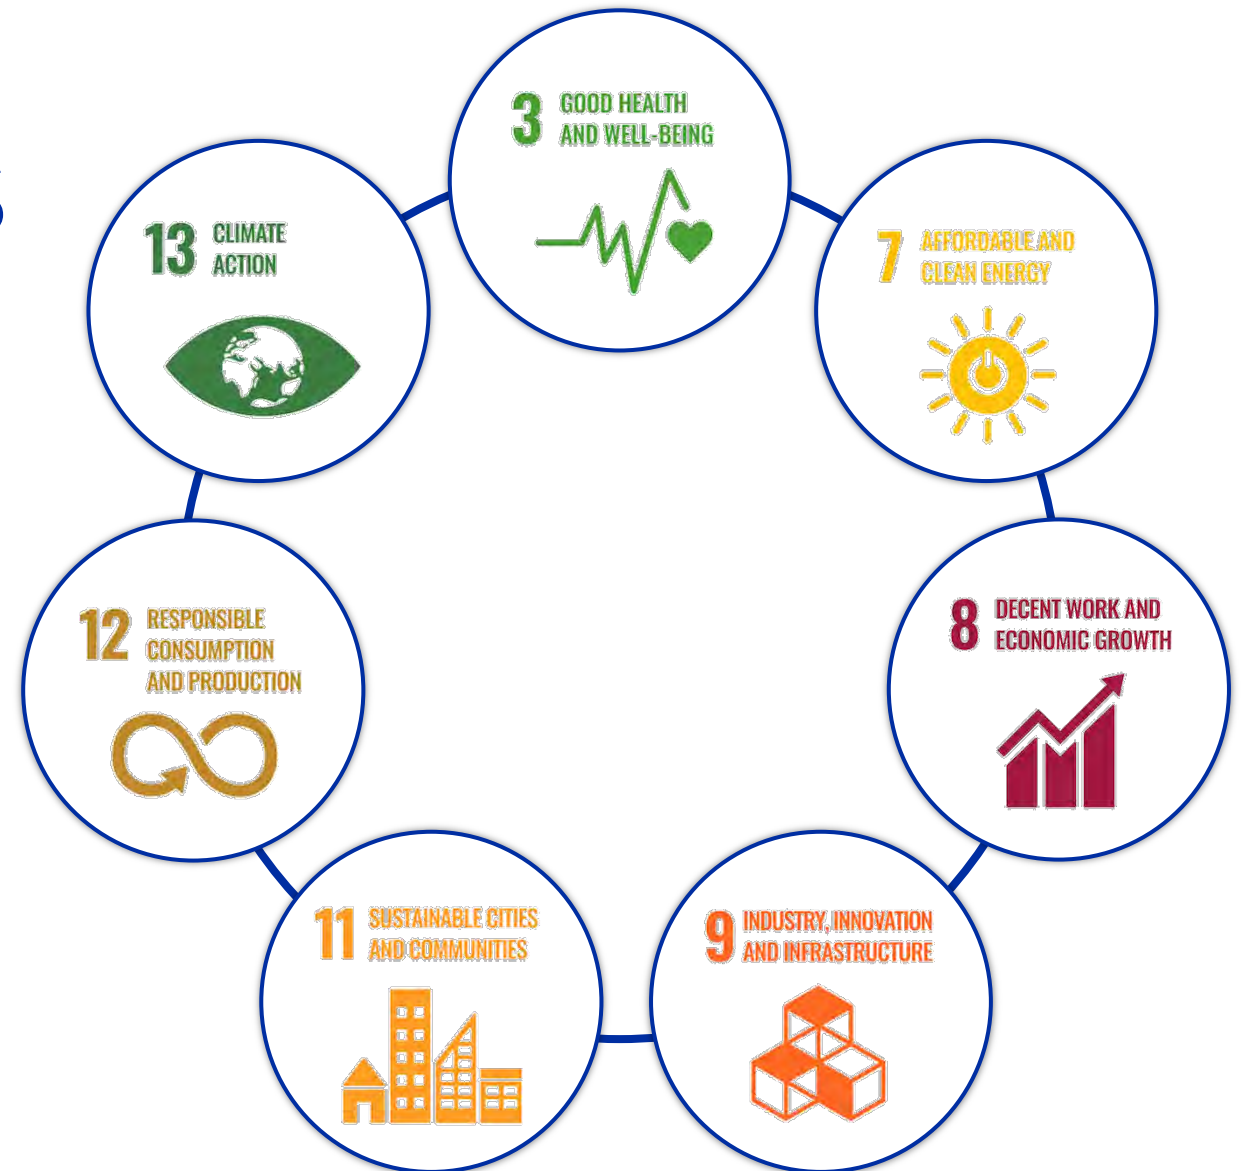 3 GOOD HEALTH
AND WELL-BEING
7 AFFORDABLE AND
CLEAN ENERGY
8 DECENT WORK AND
ECONOMIC GROWTH
9 INDUSTRY, INNOVATION
AND INFRASTRUCTURE
11 SUSTAINABLE CITIES
AND COMMUNITIES
12 RESPONSIBLE
CONSUMPTION
AND PRODUCTION
13 CLIMATE
ACTION